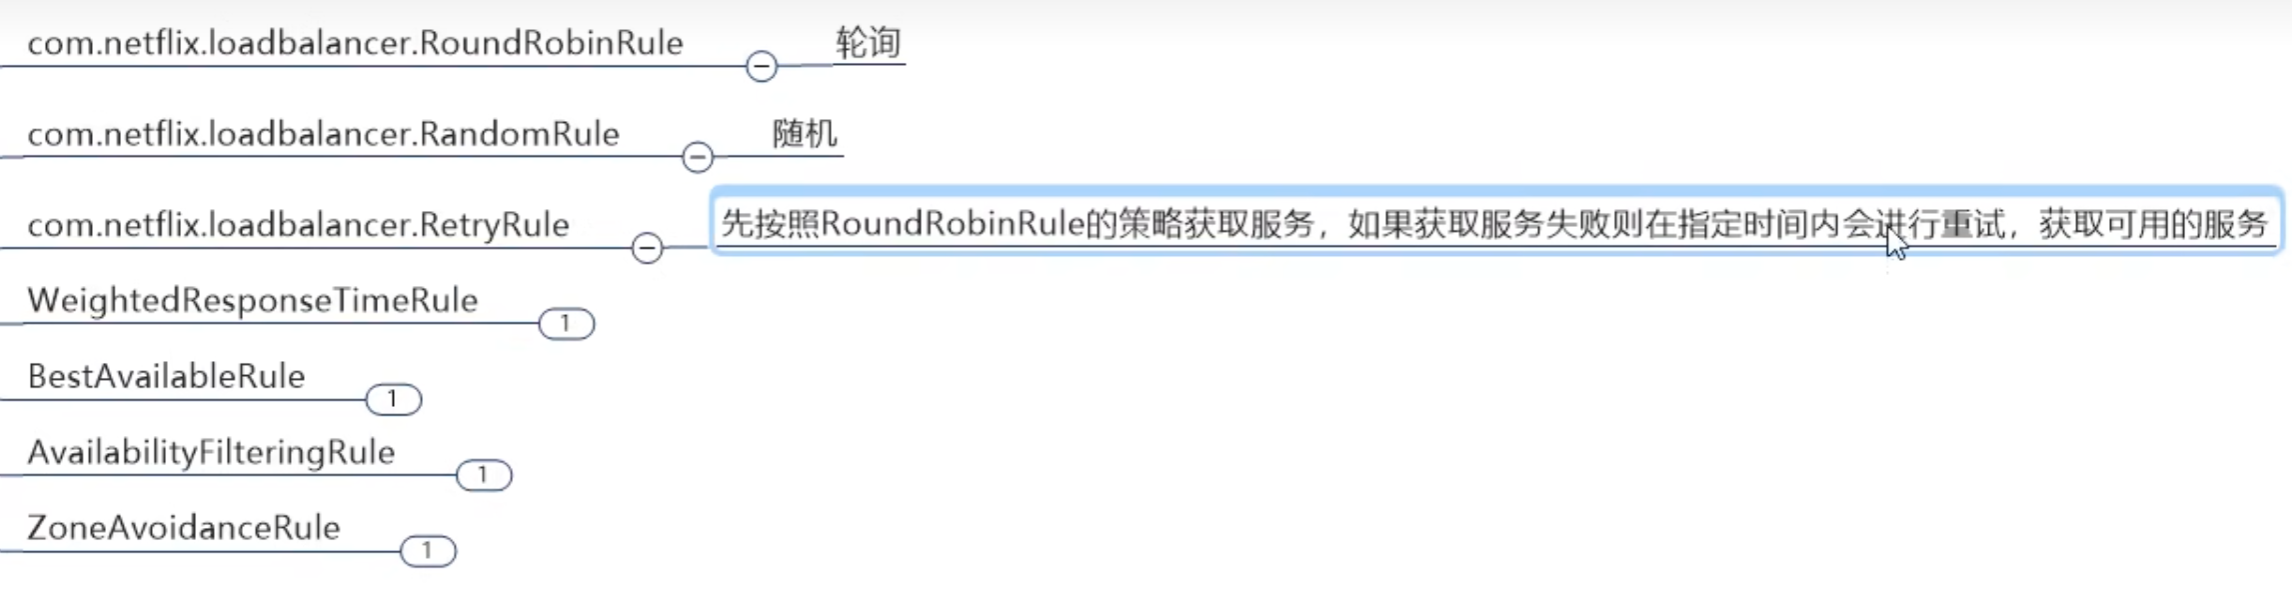 com.netflix.loadbalancer.RoundRobinRule 轮询
com.netflix.loadbalancer.RandomRule 随机
com.netflix.loadbalancer.RetryRule 先按照RoundRobinRule的策略获取服务，如果获取服务失败则在指定时间内会进行重试，获取可用的服务
WeightedResponseTimeRule 1
BestAvailableRule 1
AvailabilityFilteringRule 1
ZoneAvoidanceRule 1